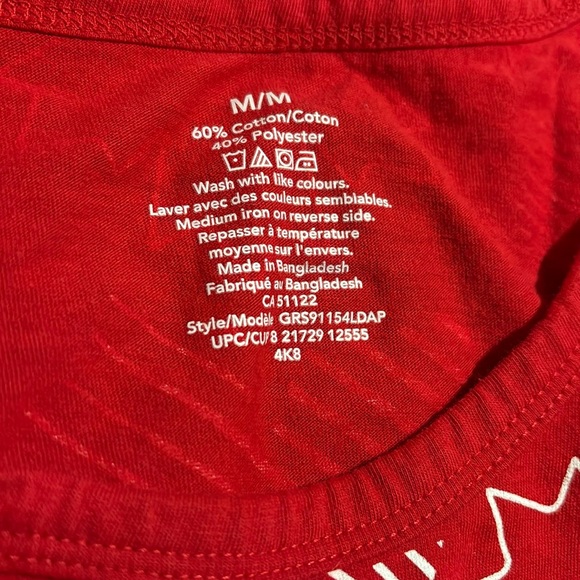 M/M
60% Cotton/Coton
40% Polyester
Wash with like colours.
Laver avec des couleurs semblables.
Medium iron on reverse side.
Repasser à température
moyenne sur l'envers.
Made in Bangladesh
Fabriqué au Bangladesh
CA 51122
Style/Modèle GRS91154LDAP
UPC/CUP 8 21729 12555
4K8